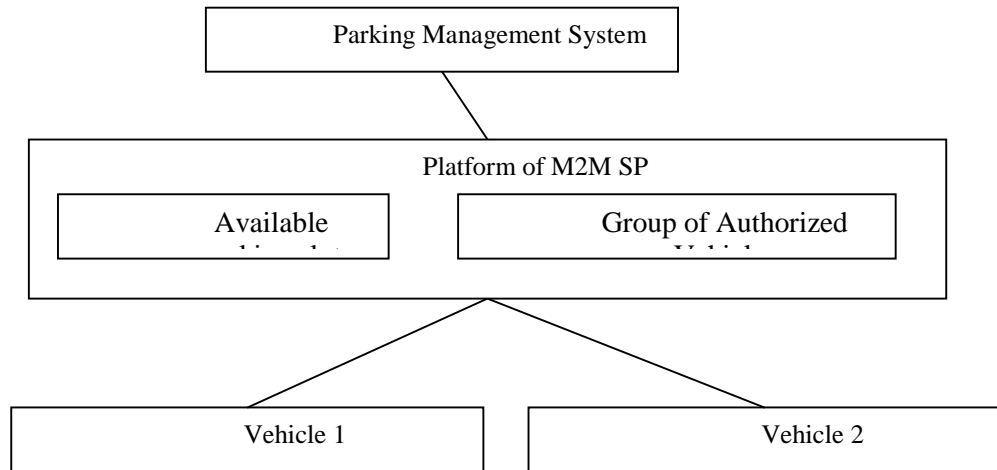 Parking Management System
Platform of M2M SP
Available
Group of Authorized
Vehicle 1
Vehicle 2